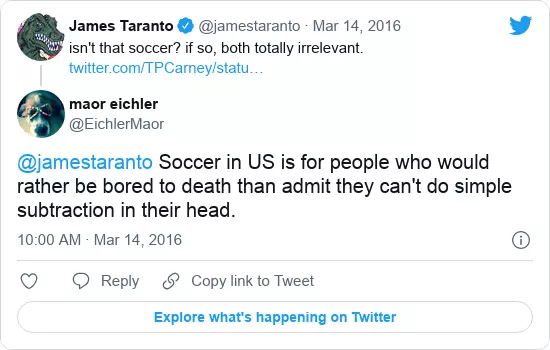 James Taranto @jamestaranto · Mar 14, 2016
isn't that soccer? if so, both totally irrelevant.
twitter.com/TPCarney/statu…
maor eichler
@EichlerMaor
@jamestaranto Soccer in US is for people who would
rather be bored to death than admit they can't do simple
subtraction in their head.
10:00 AM · Mar 14, 2016
Reply Copy link to Tweet
Explore what's happening on Twitter